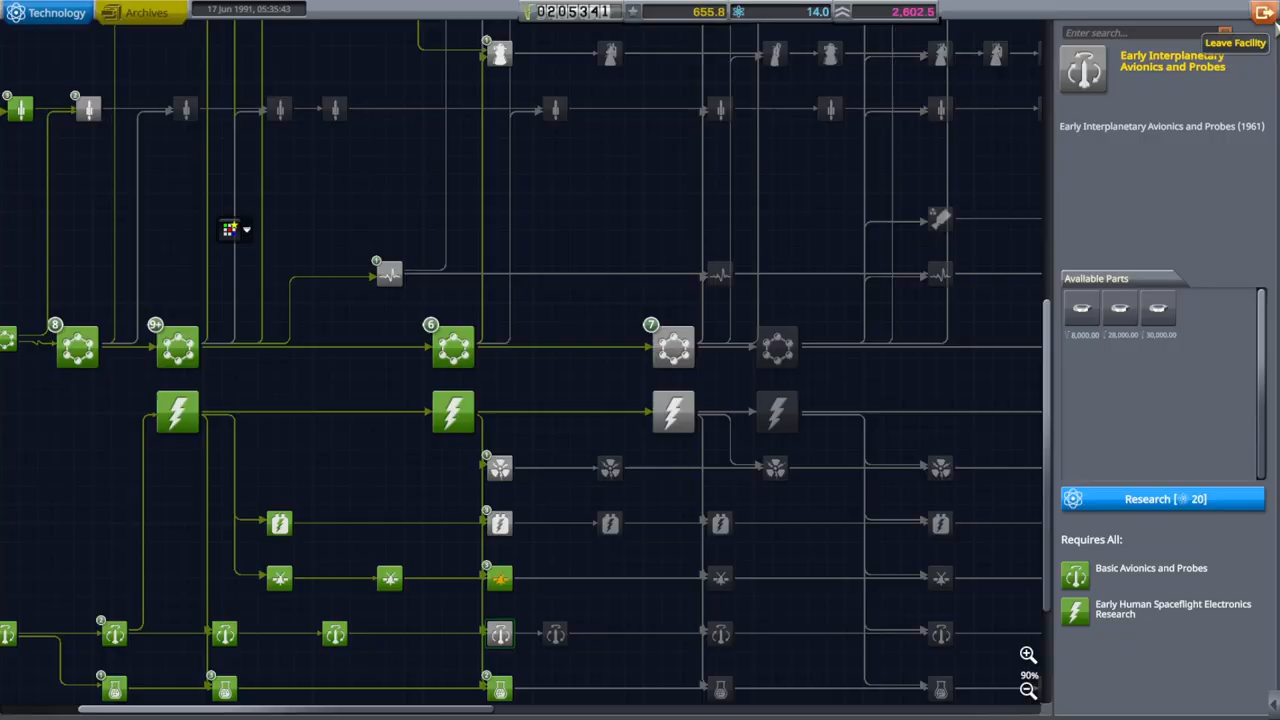 Technology
Archives
17 Jun 1991, 05:35:43
0205341
655.8
14.0
2,602.5
Enter search...
Leave Facility
Early Interplanetary
Avionics and Probes
Early Interplanetary Avionics and Probes (1961)
Available Parts
8,000.00
28,000.00
30,000.00
Research [ 20]
Requires All:
Basic Avionics and Probes
Early Human Spaceflight Electronics
Research
8
9+
6
7
90%